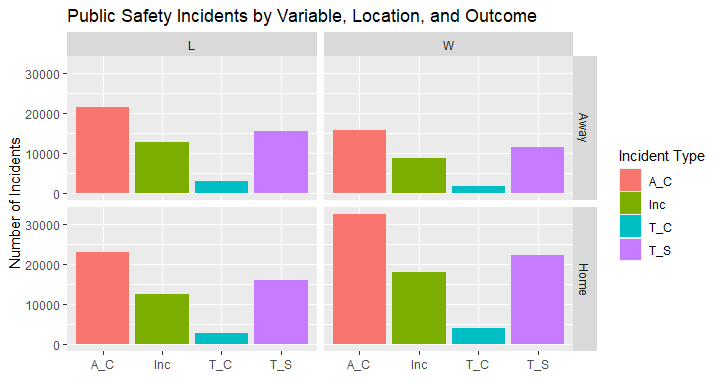 Public Safety Incidents by Variable, Location, and Outcome
L
W
30000
20000
10000
0
Away
30000
20000
10000
0
Home
Number of Incidents
A_C
Inc
T_C
T_S
A_C
Inc
T_C
T_S
Incident Type
A_C
Inc
T_C
T_S